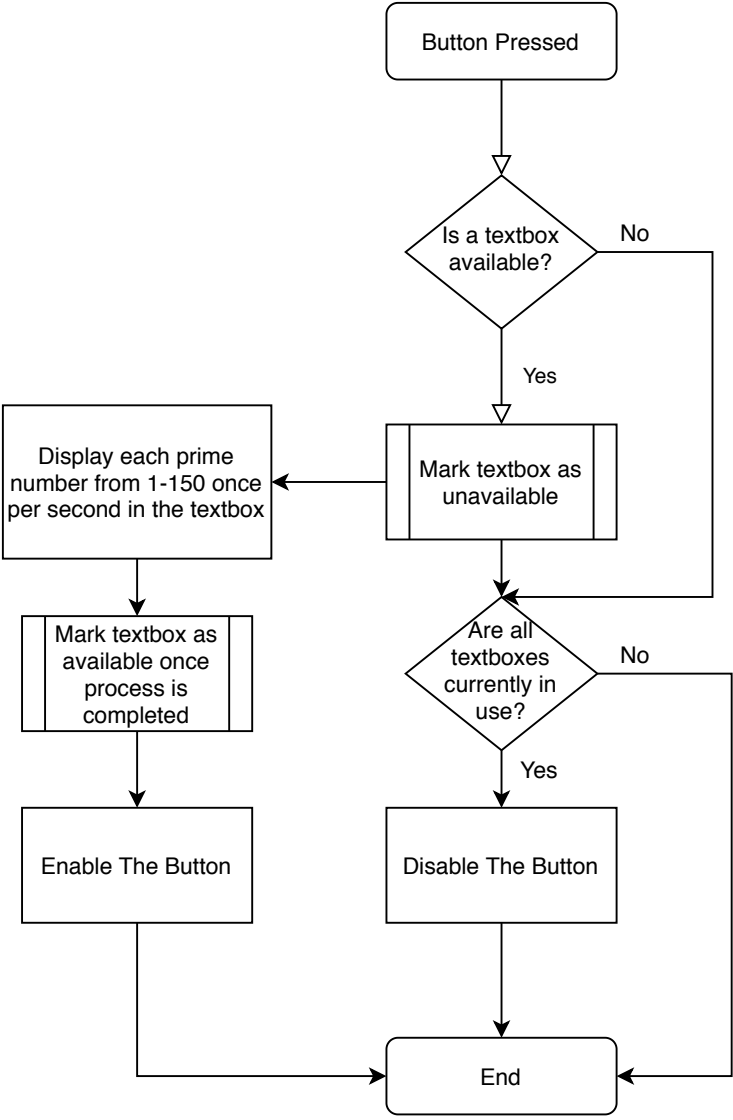 Button Pressed
Is a textbox
available?
No
Yes
Mark textbox as
unavailable
Display each prime
number from 1-150 once
per second in the textbox
Are all
textboxes
currently in
use?
No
Yes
Mark textbox as
available once
process is
completed
Enable The Button
Disable The Button
End